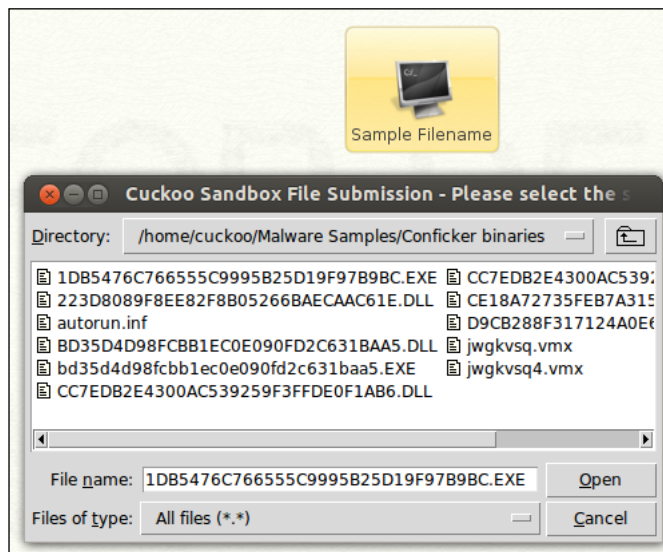 Sample Filename
Cuckoo Sandbox File Submission - Please select the s
Directory: /home/cuckoo/Malware Samples/Conficker binaries
1DB5476C766555C9995B25D19F97B9BC.EXE
223D8089F8EE82F8B05266BAECAAC61E.DLL
autorun.inf
BD35D4D98FCBB1EC0E090FD2C631BAA5.DLL
bd35d4d98fcbb1ec0e090fd2c631baa5.EXE
CC7EDB2E4300AC539259F3FFDE0F1AB6.DLL
CC7EDB2E4300AC5392
CE18A72735FEB7A315
D9CB288F317124A0E6
jwgkvsq.vmx
jwgkvsq4.vmx
File name: 1DB5476C766555C9995B25D19F97B9BC.EXE Open
Files of type: All files (*.*) Cancel